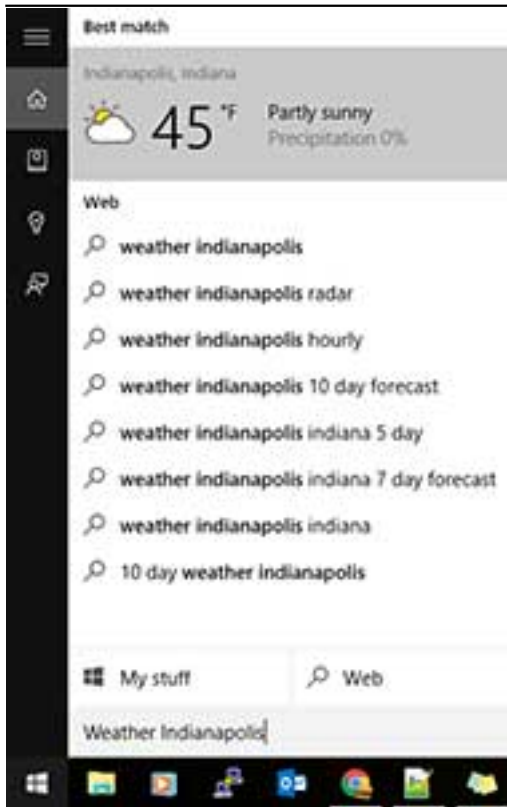 Best match
Indianapolis, Indiana
45 °F
Partly sunny
Precipitation 0%
Web
weather indianapolis
weather indianapolis radar
weather indianapolis hourly
weather indianapolis 10 day forecast
weather indianapolis indiana 5 day
weather indianapolis indiana 7 day forecast
weather indianapolis indiana
10 day weather indianapolis
My stuff
Web
Weather Indianapolis